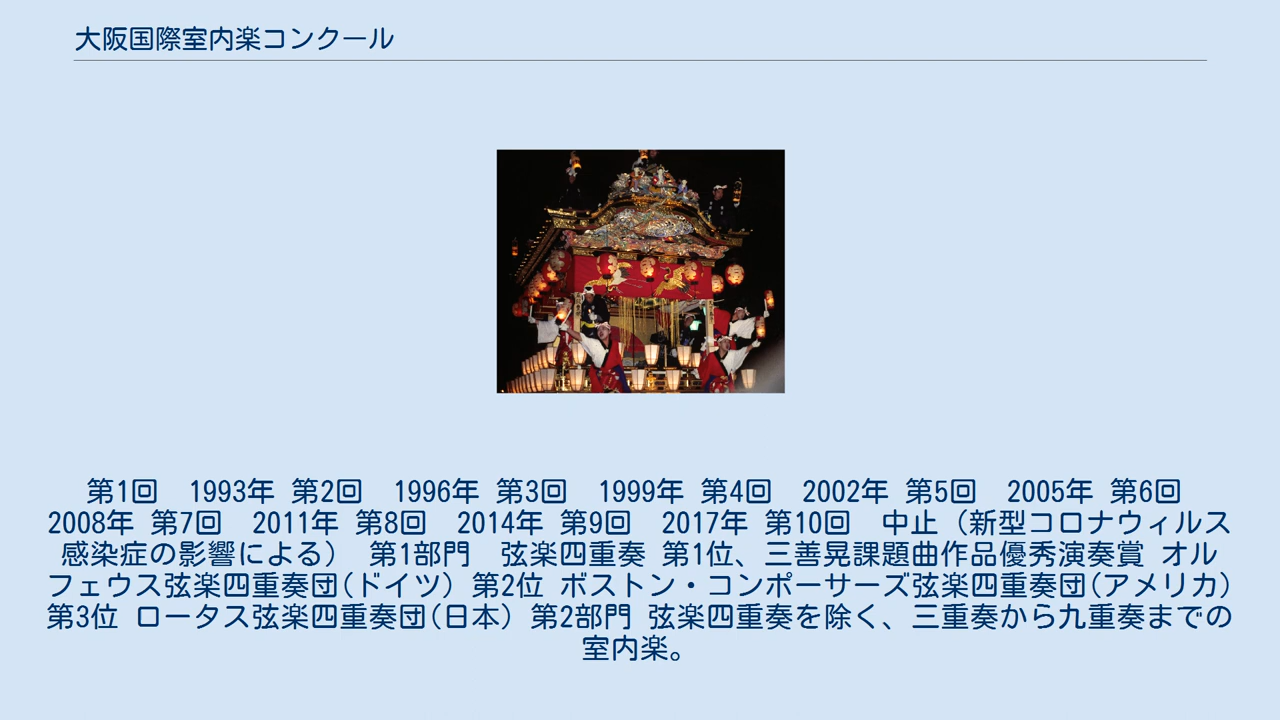 大阪国際室内楽コンクール
第1回　1993年 第2回　1996年 第3回　1999年 第4回　2002年 第5回　2005年 第6回
2008年 第7回　2011年 第8回　2014年 第9回　2017年 第10回　中止（新型コロナウィルス
感染症の影響による） 第1部門　弦楽四重奏 第1位、三善晃課題曲作品優秀演奏賞 オル
フェウス弦楽四重奏団(ドイツ) 第2位 ボストン・コンポーサーズ弦楽四重奏団(アメリカ)
第3位 ロータス弦楽四重奏団(日本) 第2部門 弦楽四重奏を除く、三重奏から九重奏までの
室内楽。